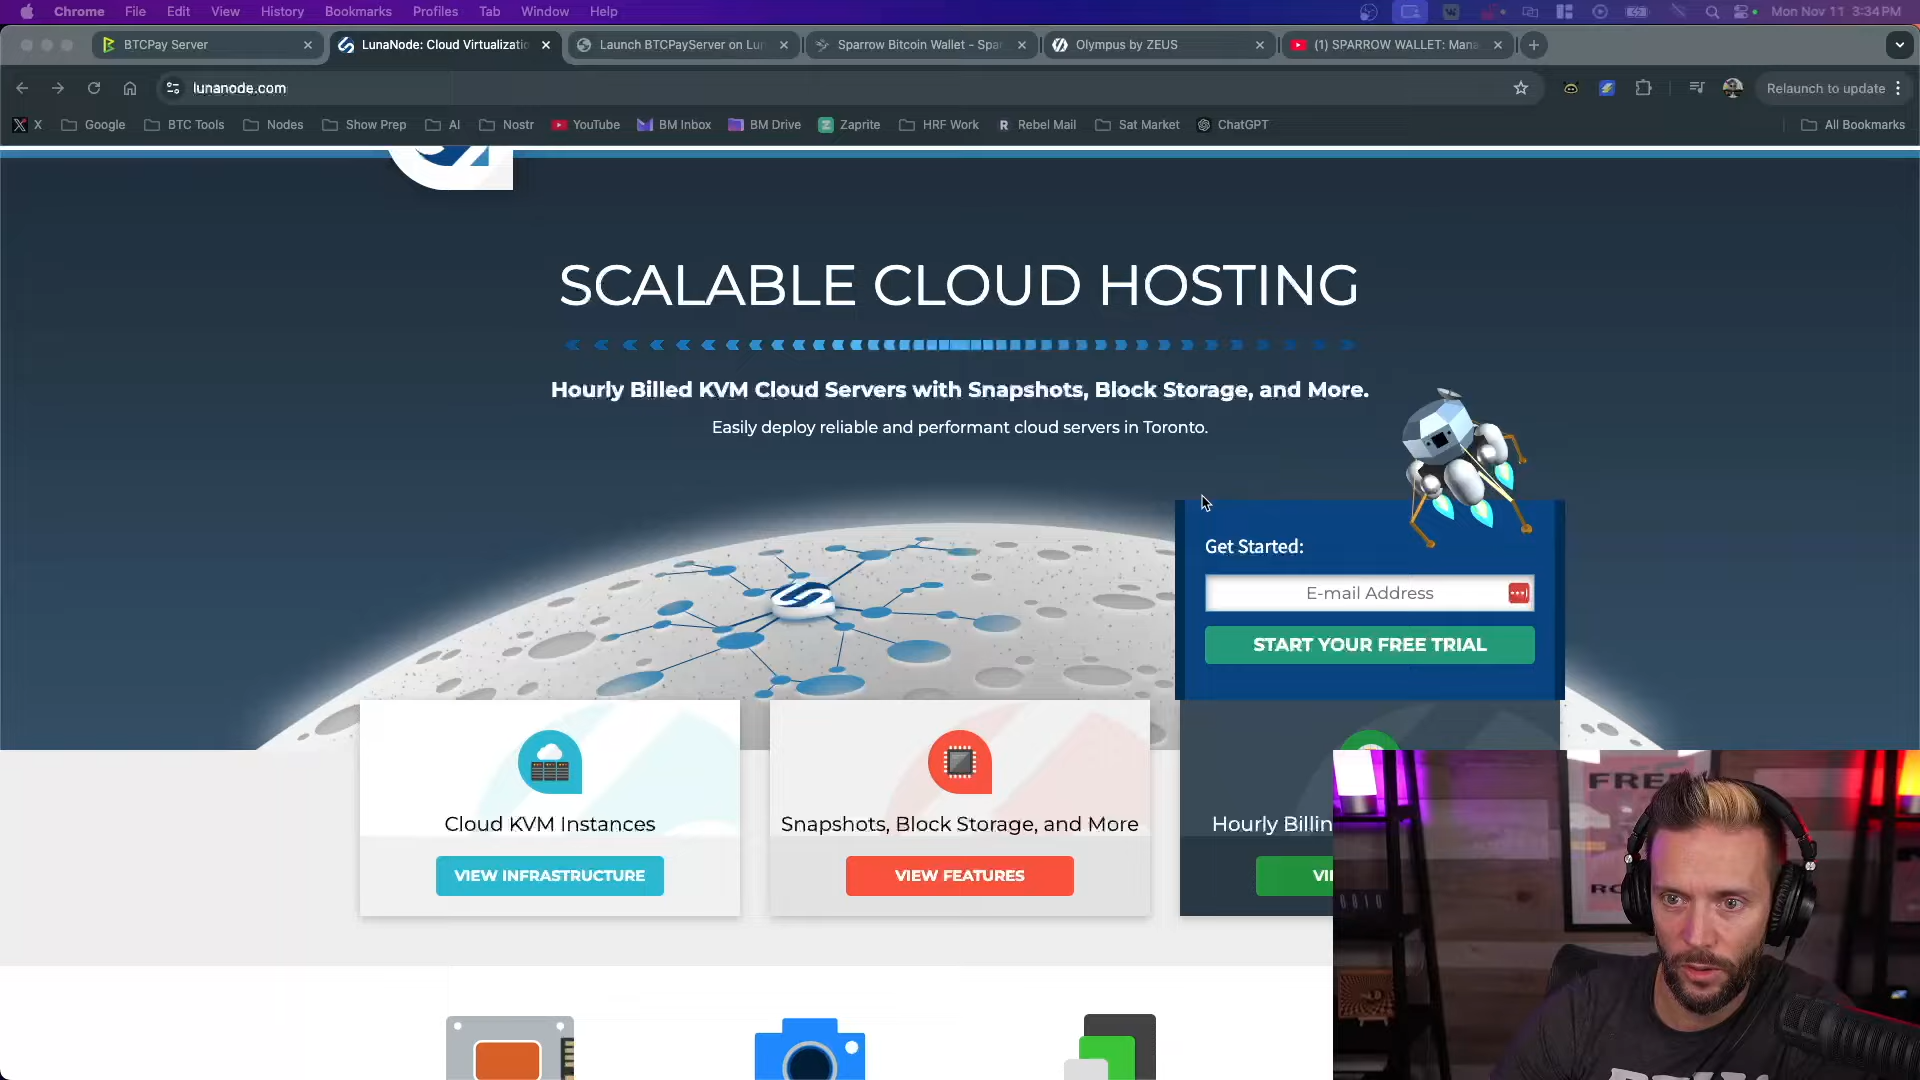 Chrome File Edit View History Bookmarks Profiles Tab Window Help
Mon Nov 11 3:34 PM
BTCPay Server
LunaNode: Cloud Virtualizatio
Launch BTCPayServer on Lun
Sparrow Bitcoin Wallet - Spar
Olympus by ZEUS
(1) SPARROW WALLET: Mana
lunanode.com
Relaunch to update
X Google BTC Tools Nodes Show Prep AI Nostr YouTube BM Inbox BM Drive Zaprite HRF Work Rebel Mail Sat Market ChatGPT All Bookmarks
SCALABLE CLOUD HOSTING
Hourly Billed KVM Cloud Servers with Snapshots, Block Storage, and More.
Easily deploy reliable and performant cloud servers in Toronto.
Get Started:
E-mail Address
START YOUR FREE TRIAL
Cloud KVM Instances
VIEW INFRASTRUCTURE
Snapshots, Block Storage, and More
VIEW FEATURES
Hourly Billin
VI
FREE